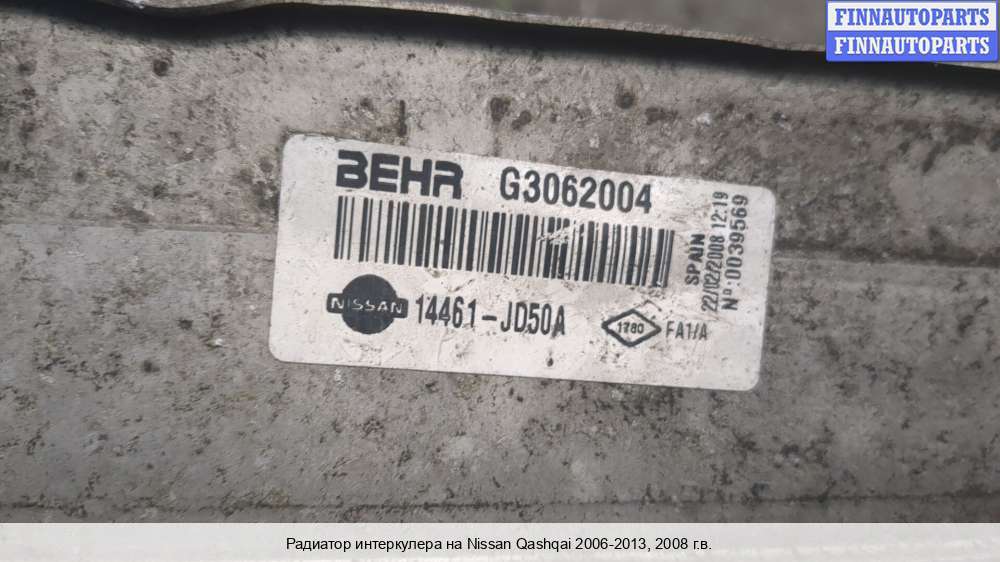 FINNAUTOPARTS
FINNAUTOPARTS
BEHR G3062004
NISSAN 14461-JD50A 1780 FA1/A
SPAIN
22/02/2008 12:19
N°:0039569
Радиатор интеркулера на Nissan Qashqai 2006-2013, 2008 г.в.